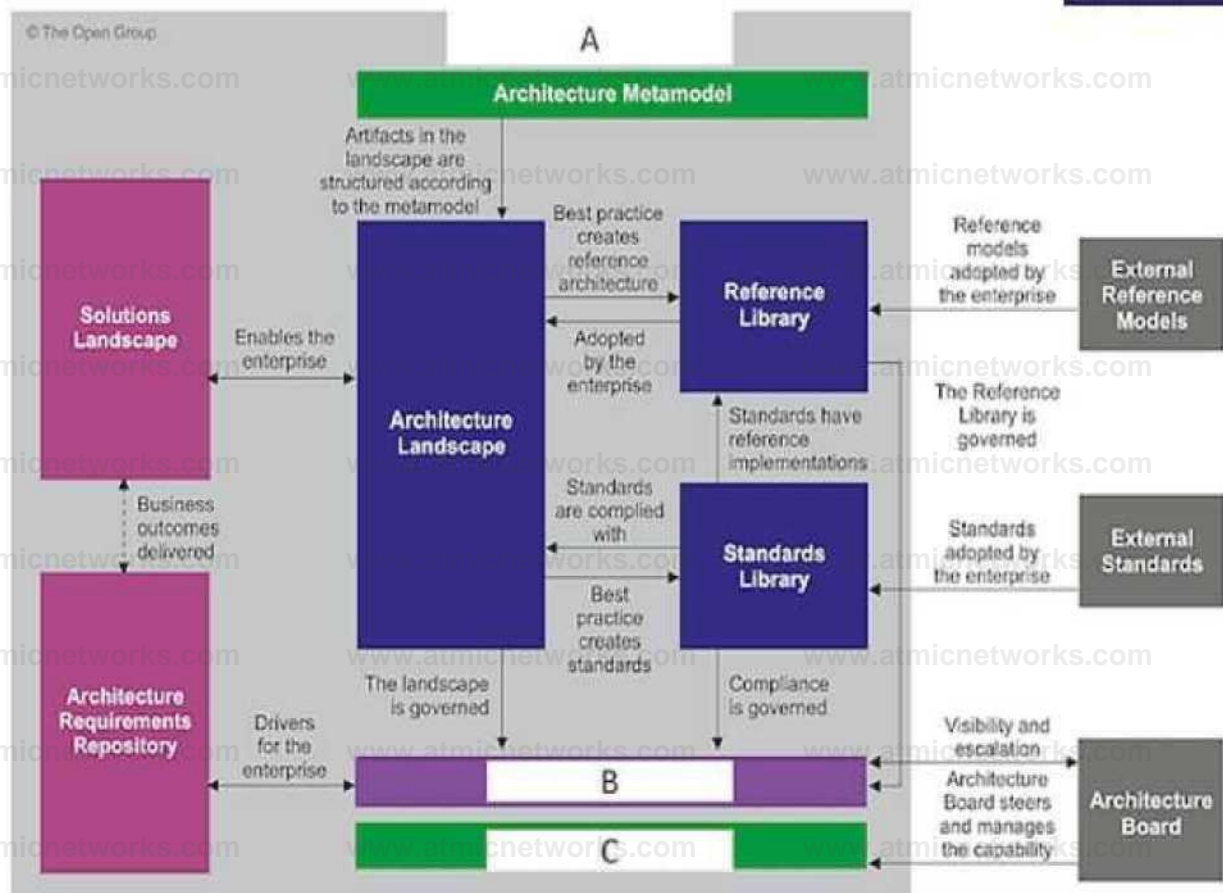 © The Open Group
A
Architecture Metamodel
Artifacts in the
landscape are
structured according
to the metamodel
Best practice
creates
reference
architecture
Reference
models
adopted by
the enterprise
External
Reference
Models
Solutions
Landscape
Enables the
enterprise
Reference
Library
Adopted
by the
enterprise
Architecture
Landscape
Standards have
reference
implementations
The Reference
Library is
governed
Business
outcomes
delivered
Standards
are complied
with
Standards
Library
Standards
adopted by
the enterprise
External
Standards
Best
practice
creates
standards
Architecture
Requirements
Repository
The landscape
is governed
Compliance
is governed
Drivers
for the
enterprise
Visibility and
escalation
B
Architecture
Board steers
and manages
the capability
Architecture
Board
C
www.atmicnetworks.com